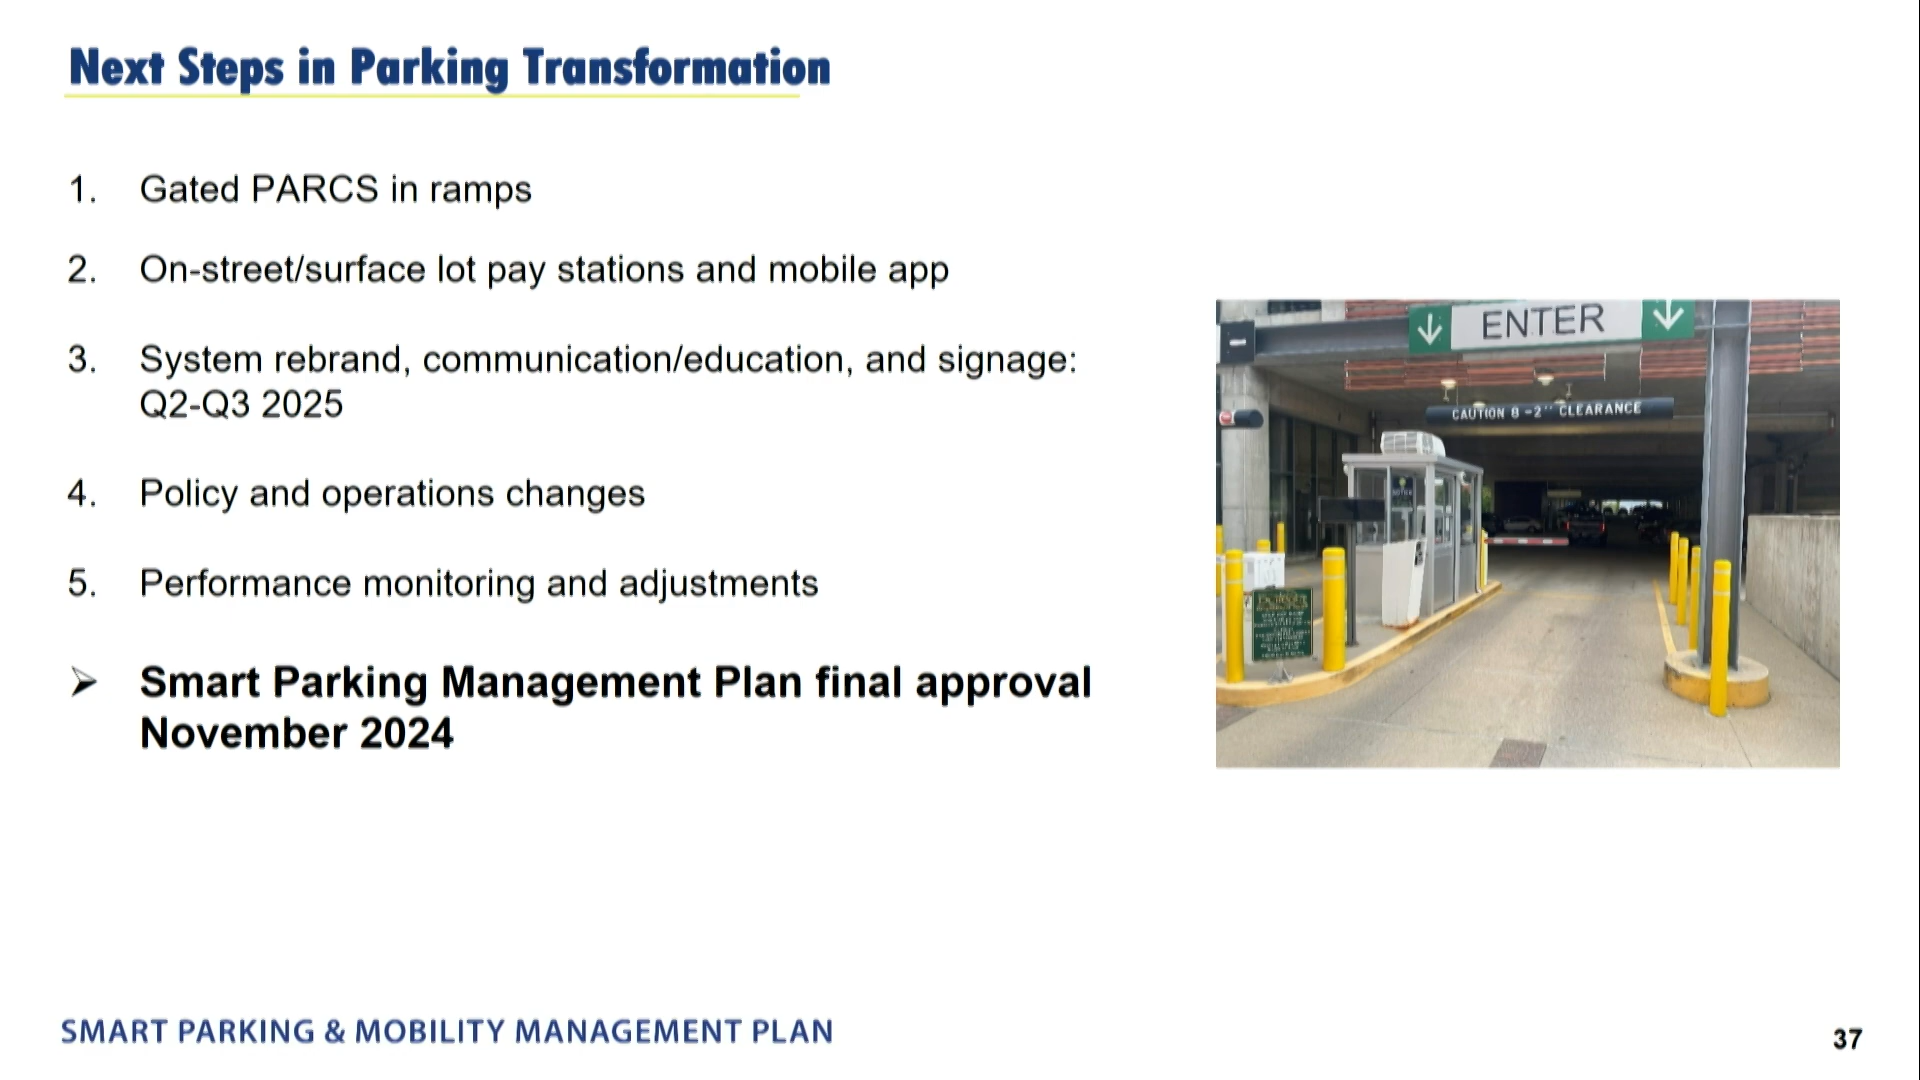 Next Steps in Parking Transformation
1. Gated PARCS in ramps
2. On-street/surface lot pay stations and mobile app
3. System rebrand, communication/education, and signage:
Q2-Q3 2025
4. Policy and operations changes
5. Performance monitoring and adjustments
➢ Smart Parking Management Plan final approval
November 2024
ENTER
CAUTION 8'-2" CLEARANCE
SMART PARKING & MOBILITY MANAGEMENT PLAN
37